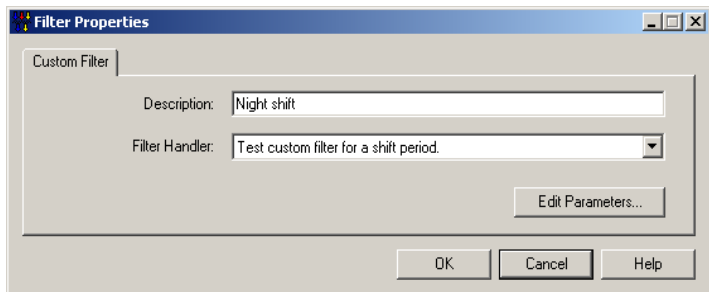 Filter Properties
Custom Filter
Description: Night shift
Filter Handler: Test custom filter for a shift period.
Edit Parameters...
OK Cancel Help